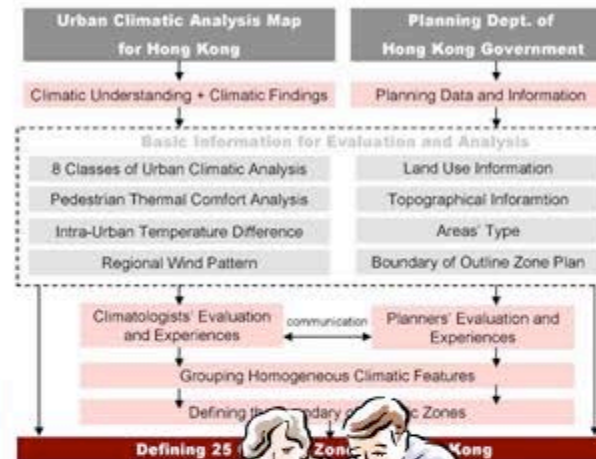 Urban Climatic Analysis Map
for Hong Kong
Planning Dept. of
Hong Kong Government
Climatic Understanding + Climatic Findings
Planning Data and Information
Basic Information for Evaluation and Analysis
8 Classes of Urban Climatic Analysis
Land Use Information
Pedestrian Thermal Comfort Analysis
Topographical Inforamtion
Intra-Urban Temperature Difference
Areas' Type
Regional Wind Pattern
Boundary of Outline Zone Plan
Climatologists' Evaluation
and Experiences
communication
Planners' Evaluation and
Experiences
Grouping Homogeneous Climatic Features
Defining Zones
Defining 25 Zone Kong